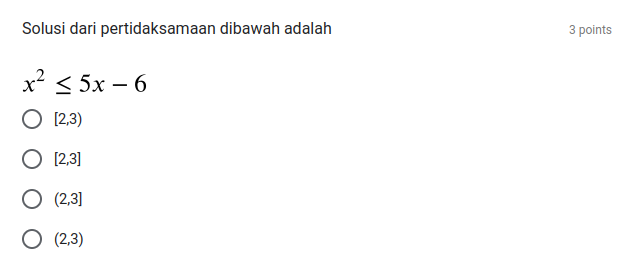 Solusi dari pertidaksamaan dibawah adalah
3 points
x² ≤ 5x – 6
[2,3)
[2,3]
(2,3]
(2,3)